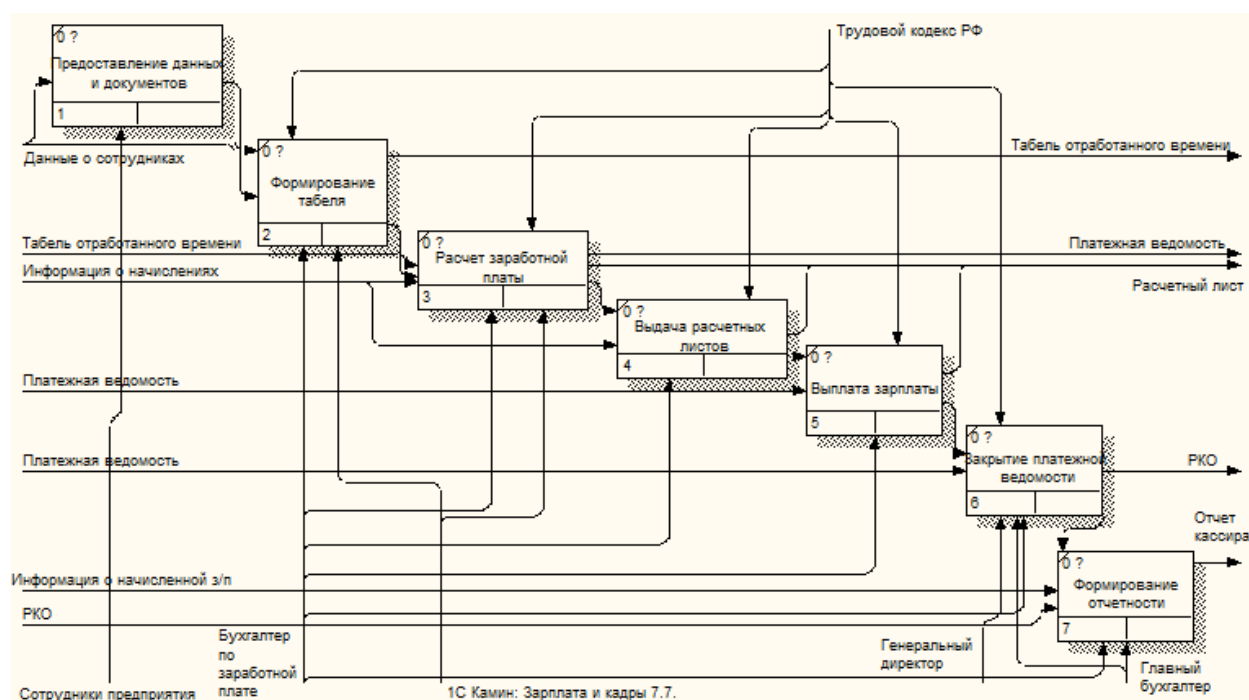 0 ?
Предоставление данных
и документов
1
Трудовой кодекс РФ
Данные о сотрудниках
0 ?
Формирование
табеля
2
Табель отработанного времени
Табель отработанного времени
Информация о начислениях
0 ?
Расчет заработной
платы
3
Платежная ведомость
Расчетный лист
0 ?
Выдача расчетных
листов
4
Платежная ведомость
0 ?
Выплата зарплаты
5
Платежная ведомость
0 ?
Закрытие платежной
ведомости
6
РКО
Отчет
кассира
0 ?
Формирование
отчетности
7
Информация о начисленной з/п
РКО
Бухгалтер
по
заработной
плате
Генеральный
директор
Главный
бухгалтер
Сотрудники предприятия
1С Камин: Зарплата и кадры 7.7.